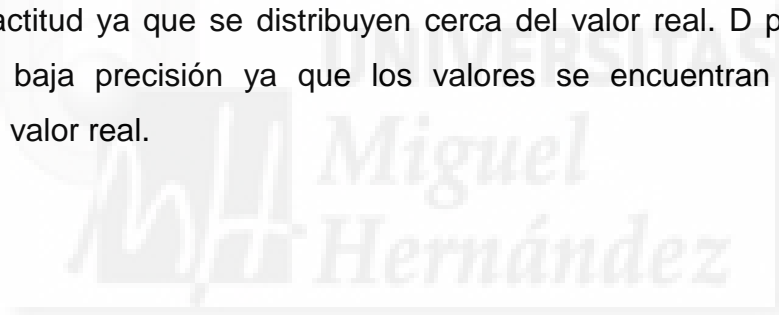 actitud ya que se distribuyen cerca del valor real. D p
baja precisión ya que los valores se encuentran
valor real.
UNIVERSITAS
Miguel
Hernández